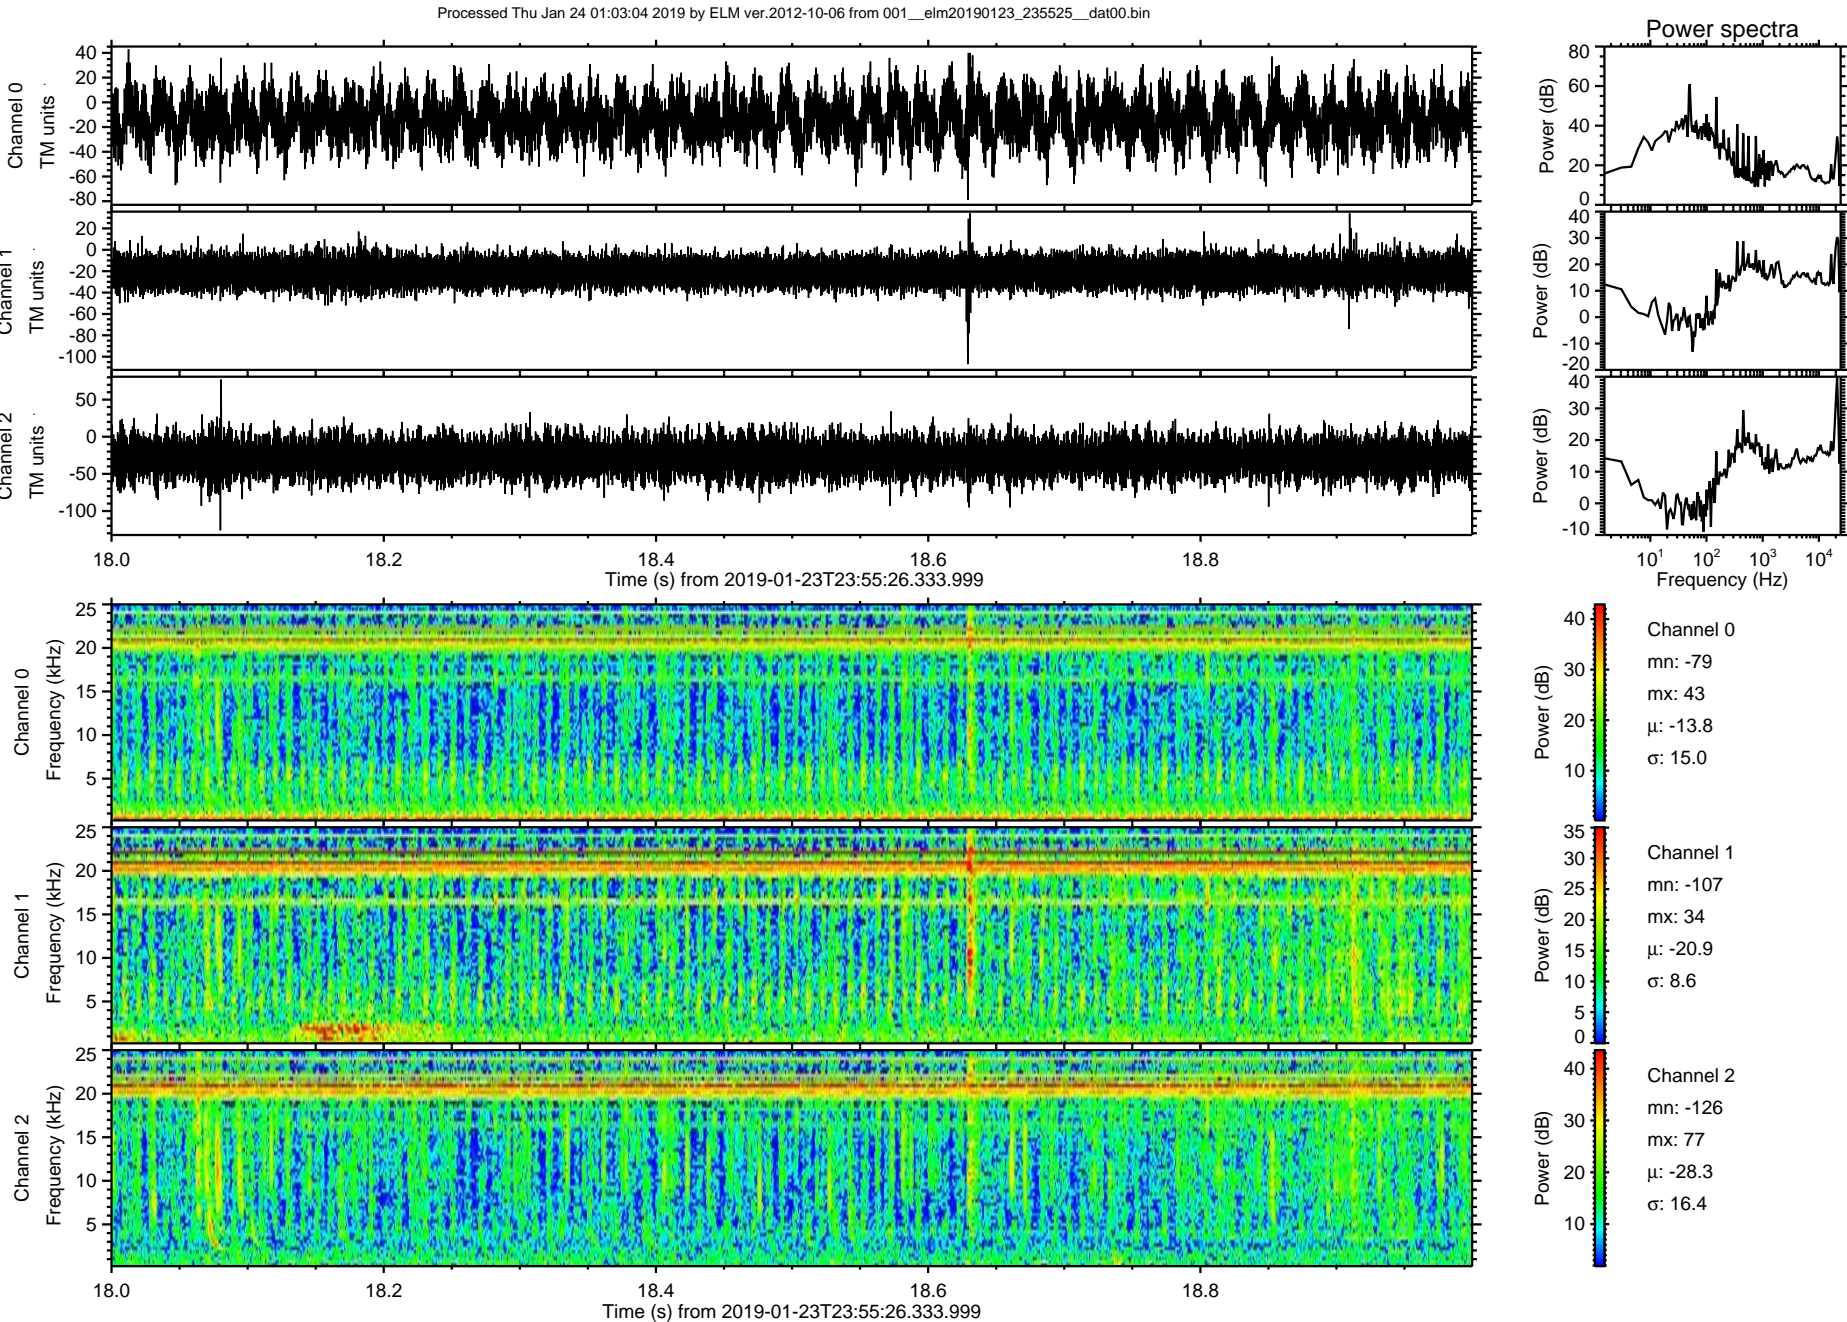 Processed Thu Jan 24 01:03:04 2019 by ELM ver.2012-10-06 from 001__elm20190123_235525__dat00.bin
Power spectra
Channel 0
TM units
40
20
0
-20
-40
-60
-80
Power (dB)
80
60
40
20
0
Channel 1
TM units
20
0
-20
-40
-60
-80
-100
Power (dB)
40
30
20
10
0
-10
-20
Channel 2
TM units
50
0
-50
-100
Power (dB)
40
30
20
10
0
-10
18.0 18.2 18.4 18.6 18.8
Time (s) from 2019-01-23T23:55:26.333.999
10^1 10^2 10^3 10^4
Frequency (Hz)
Channel 0
Frequency (kHz)
25
20
15
10
5
Power (dB)
40
30
20
10
Channel 0
mn: -79
mx: 43
μ: -13.8
σ: 15.0
Channel 1
Frequency (kHz)
25
20
15
10
5
Power (dB)
35
30
25
20
15
10
5
0
Channel 1
mn: -107
mx: 34
μ: -20.9
σ: 8.6
Channel 2
Frequency (kHz)
25
20
15
10
5
Power (dB)
40
30
20
10
Channel 2
mn: -126
mx: 77
μ: -28.3
σ: 16.4
18.0 18.2 18.4 18.6 18.8
Time (s) from 2019-01-23T23:55:26.333.999